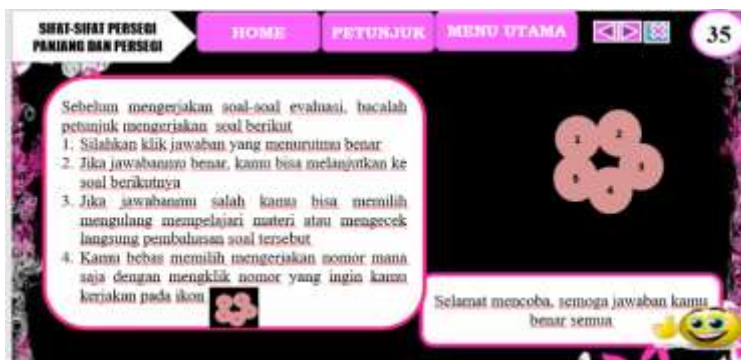 SIFAT-SIFAT PERSEGI
PANJANG DAN PERSEGI
HOME
PETUNJUK
MENU UTAMA
35
Sebelum mengerjakan soal-soal evaluasi, bacalah
petunjuk mengerjakan soal berikut
1. Silahkan klik jawaban yang menurutmu benar
2. Jika jawabanmu benar, kamu bisa melanjutkan ke
soal berikutnya
3. Jika jawabanmu salah kamu bisa memilih
mengulang mempelajari materi atau mengecek
langsung pembahasan soal tersebut
4. Kamu bebas memilih mengerjakan nomor mana
saja dengan mengklik nomor yang ingin kamu
kerjakan pada ikon
1
2
3
5
4
Selamat mencoba, semoga jawaban kamu
benar semua